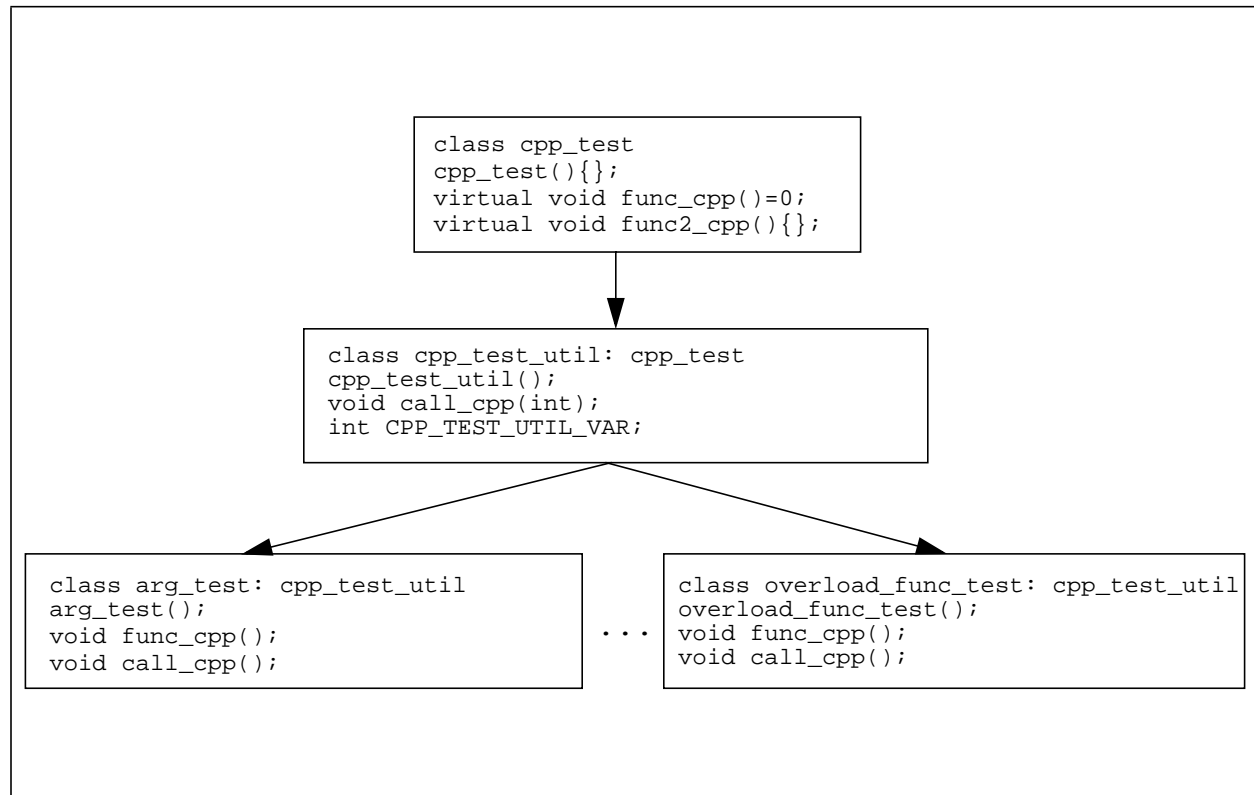 class cpp_test
cpp_test(){};
virtual void func_cpp()=0;
virtual void func2_cpp(){};
class cpp_test_util: cpp_test
cpp_test_util();
void call_cpp(int);
int CPP_TEST_UTIL_VAR;
class arg_test: cpp_test_util
arg_test();
void func_cpp();
void call_cpp();
...
class overload_func_test: cpp_test_util
overload_func_test();
void func_cpp();
void call_cpp();